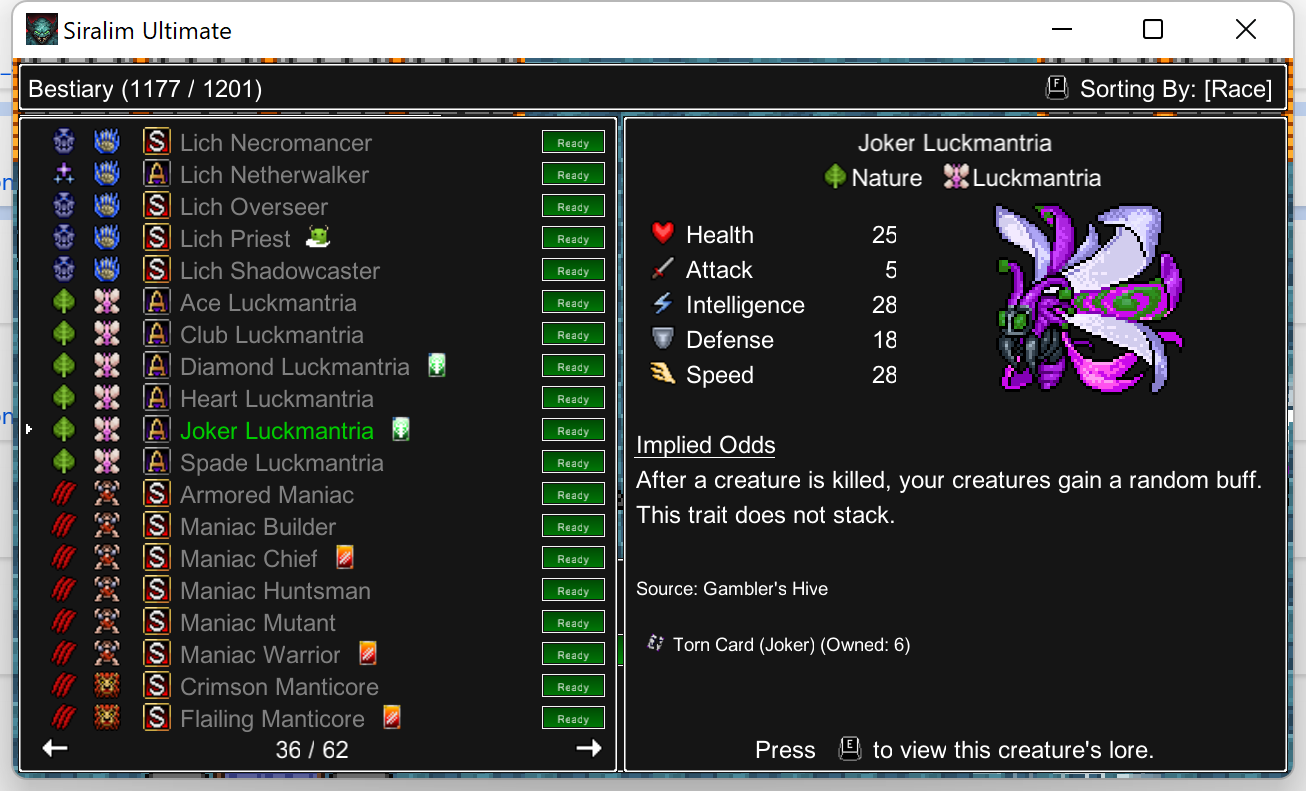 Siralim Ultimate
Bestiary (1177 / 1201)
F Sorting By: [Race]
S Lich Necromancer Ready
A Lich Netherwalker Ready
S Lich Overseer Ready
S Lich Priest Ready
S Lich Shadowcaster Ready
A Ace Luckmantria Ready
A Club Luckmantria Ready
A Diamond Luckmantria Ready
A Heart Luckmantria Ready
A Joker Luckmantria Ready
A Spade Luckmantria Ready
S Armored Maniac Ready
S Maniac Builder Ready
S Maniac Chief Ready
S Maniac Huntsman Ready
S Maniac Mutant Ready
S Maniac Warrior Ready
S Crimson Manticore Ready
S Flailing Manticore Ready
36 / 62
Joker Luckmantria
Nature Luckmantria
Health 25
Attack 5
Intelligence 28
Defense 18
Speed 28
Implied Odds
After a creature is killed, your creatures gain a random buff.
This trait does not stack.
Source: Gambler's Hive
Torn Card (Joker) (Owned: 6)
Press E to view this creature's lore.